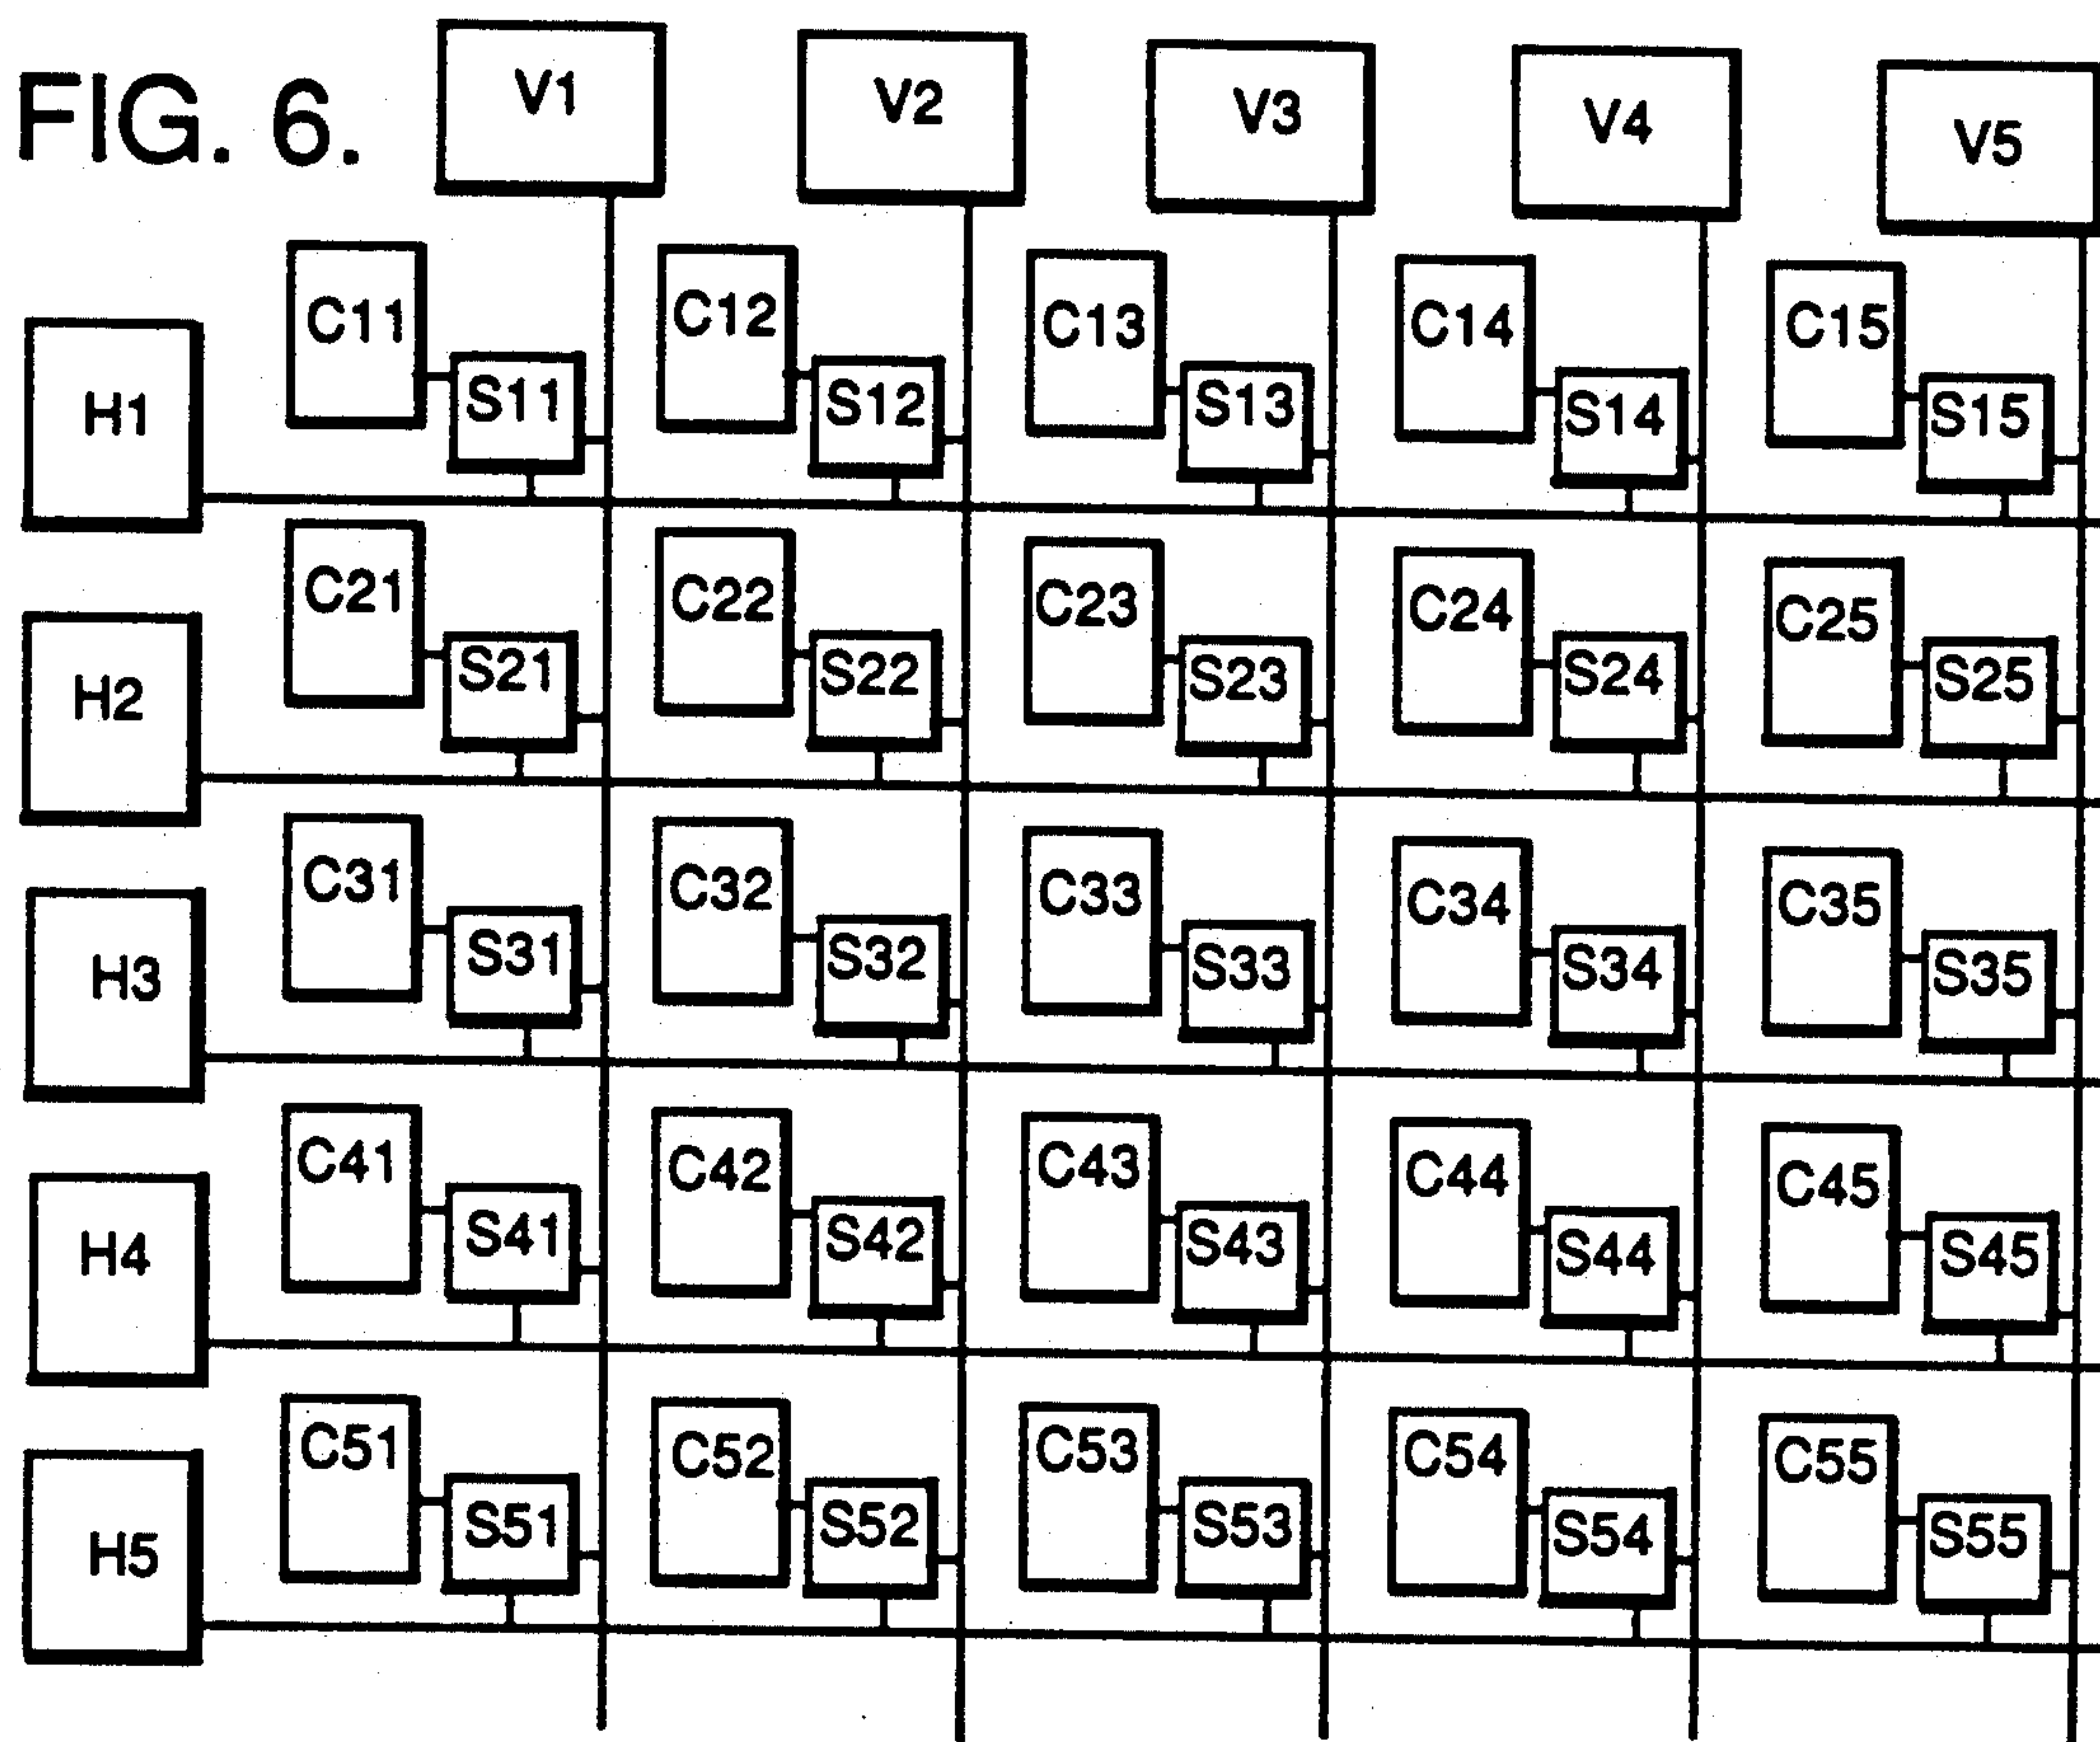 FIG. 6.
V1 V2 V3 V4 V5
C11 C12 C13 C14 C15
H1 S11 S12 S13 S14 S15
C21 C22 C23 C24 C25
H2 S21 S22 S23 S24 S25
C31 C32 C33 C34 C35
H3 S31 S32 S33 S34 S35
C41 C42 C43 C44 C45
H4 S41 S42 S43 S44 S45
C51 C52 C53 C54 C55
H5 S51 S52 S53 S54 S55